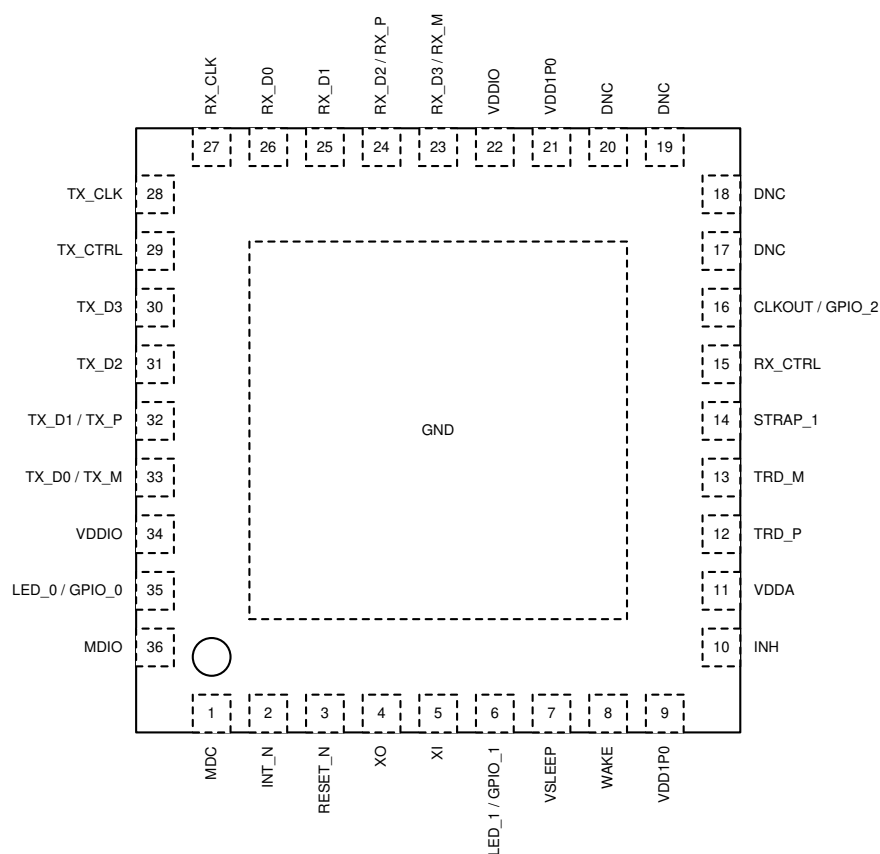 RX_CLK
RX_D0
RX_D1
RX_D2 / RX_P
RX_D3 / RX_M
VDDIO
VDD1P0
DNC
DNC
27
26
25
24
23
22
21
20
19
TX_CLK 28
18 DNC
TX_CTRL 29
17 DNC
TX_D3 30
16 CLKOUT / GPIO_2
TX_D2 31
15 RX_CTRL
TX_D1 / TX_P 32
14 STRAP_1
GND
TX_D0 / TX_M 33
13 TRD_M
VDDIO 34
12 TRD_P
LED_0 / GPIO_0 35
11 VDDA
MDIO 36
10 INH
1
2
3
4
5
6
7
8
9
MDC
INT_N
RESET_N
XO
XI
LED_1 / GPIO_1
VSLEEP
WAKE
VDD1P0